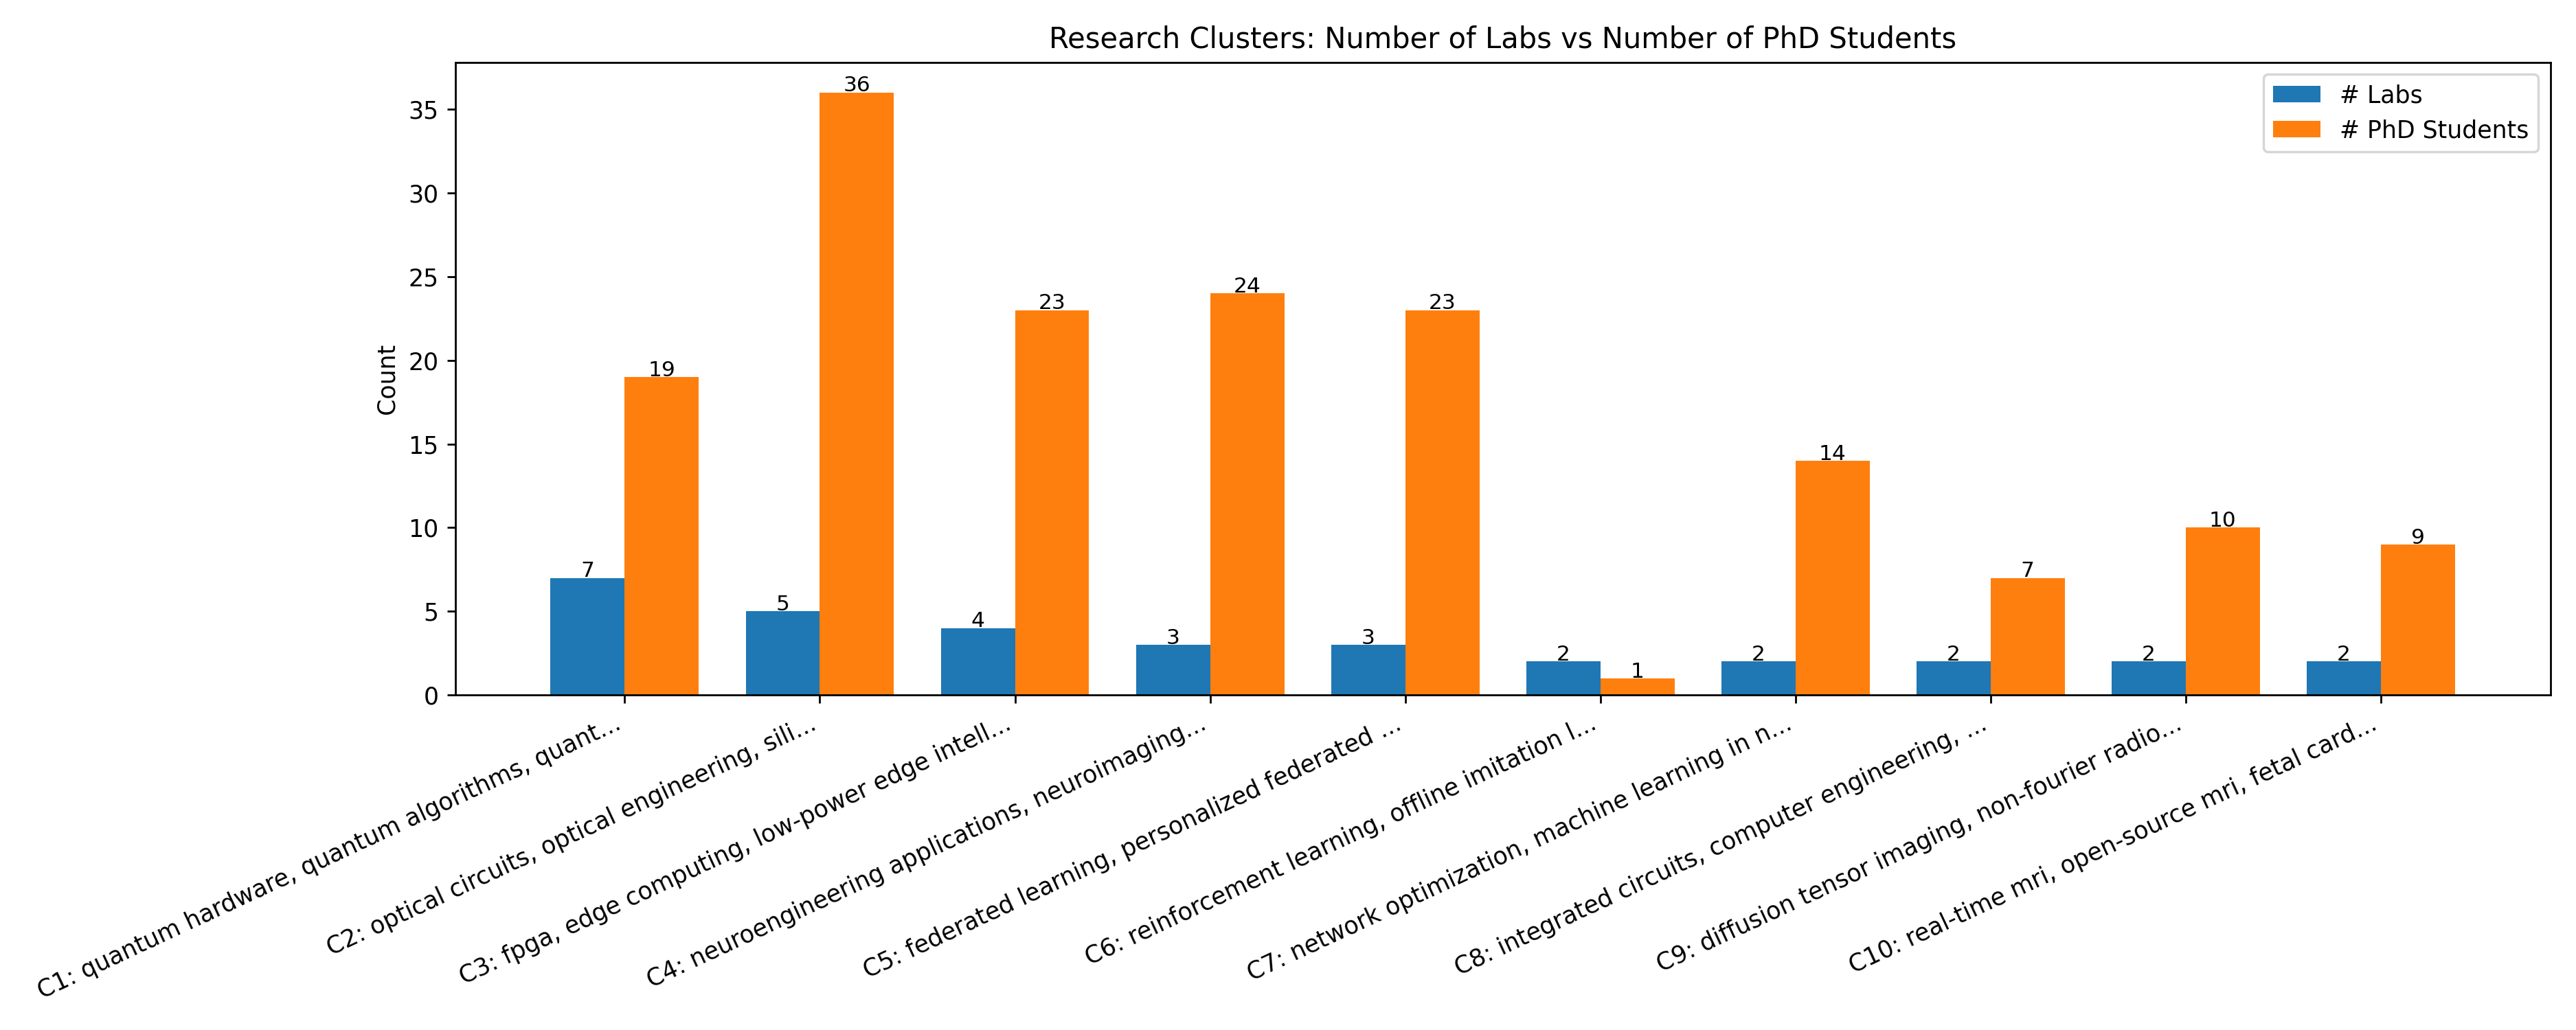 Research Clusters: Number of Labs vs Number of PhD Students
# Labs
# PhD Students
Count
35
30
25
20
15
10
5
0
7
19
5
36
4
23
3
24
3
23
2
1
2
14
2
7
2
10
2
9
C1: quantum hardware, quantum algorithms, quant...
C2: optical circuits, optical engineering, sili...
C3: fpga, edge computing, low-power edge intell...
C4: neuroengineering applications, neuroimaging...
C5: federated learning, personalized federated ...
C6: reinforcement learning, offline imitation l...
C7: network optimization, machine learning in n...
C8: integrated circuits, computer engineering, ...
C9: diffusion tensor imaging, non-fourier radio...
C10: real-time mri, open-source mri, fetal card...